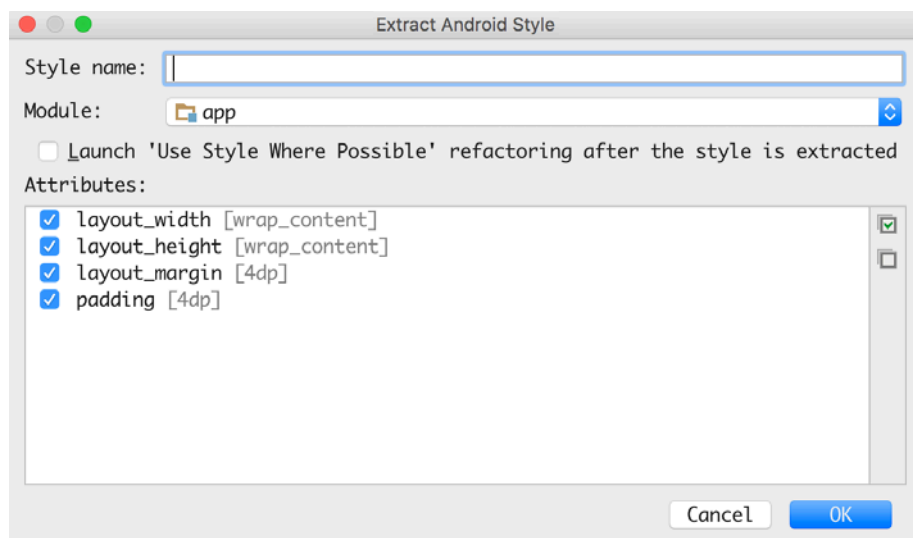 Extract Android Style
Style name:
Module: app
Launch 'Use Style Where Possible' refactoring after the style is extracted
Attributes:
layout_width [wrap_content]
layout_height [wrap_content]
layout_margin [4dp]
padding [4dp]
Cancel OK